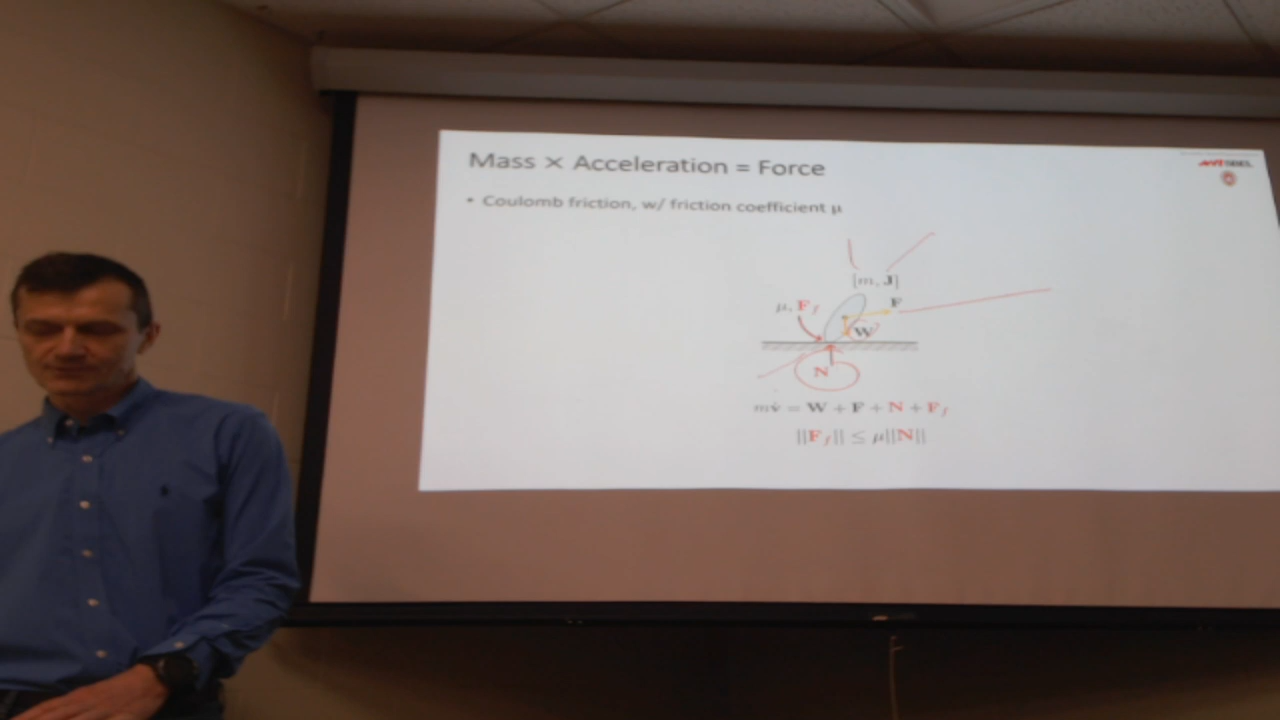 Mass × Acceleration = Force
• Coulomb friction, w/ friction coefficient μ
[m, J]
μ, F_f
F
W
N
mv̇ = W + F + N + F_f
||F_f|| ≤ μ||N||